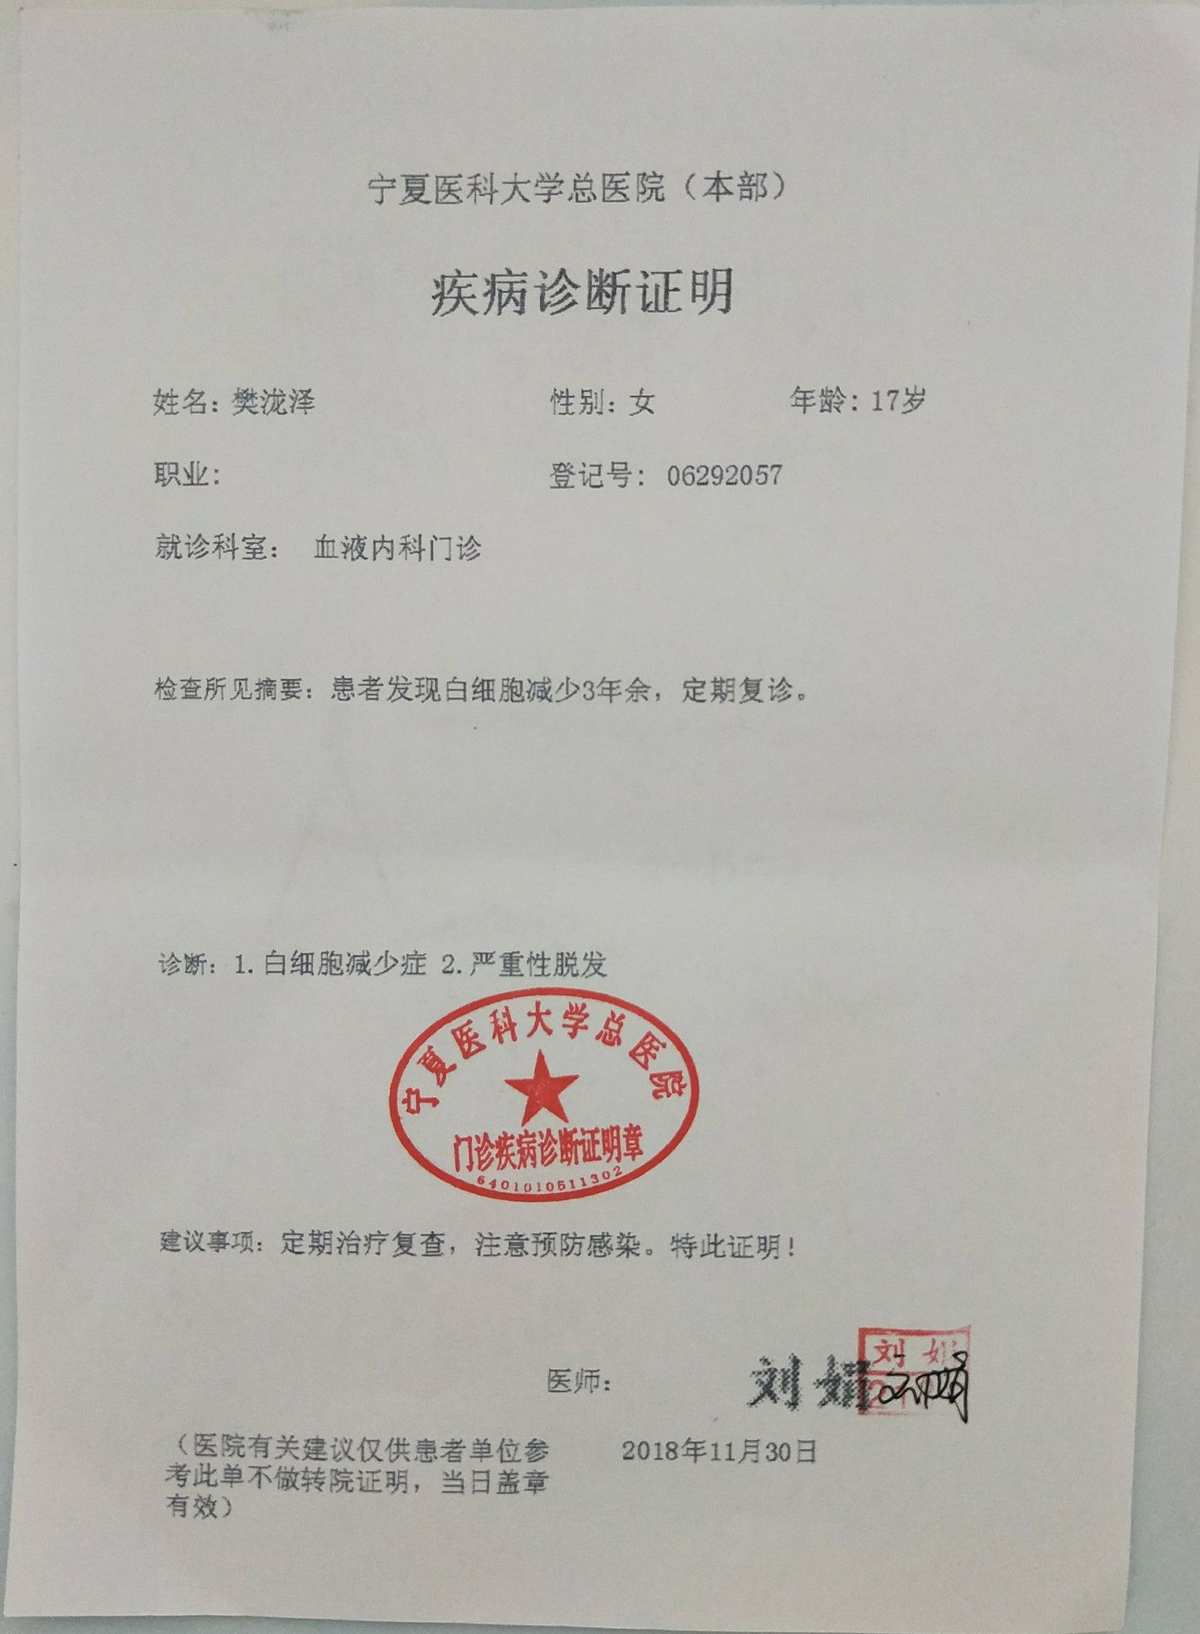 宁夏医科大学总医院（本部）
疾病诊断证明
姓名：樊泷泽 性别：女 年龄：17岁
职业： 登记号： 06292057
就诊科室： 血液内科门诊
检查所见摘要：患者发现白细胞减少3年余，定期复诊。
诊断：1.白细胞减少症 2.严重性脱发
宁夏医科大学总医院
门诊疾病诊断证明章
6401010511302
建议事项：定期治疗复查，注意预防感染。特此证明！
医师： 刘娟 刘娟
（医院有关建议仅供患者单位参
考此单不做转院证明，当日盖章
有效）
2018年11月30日